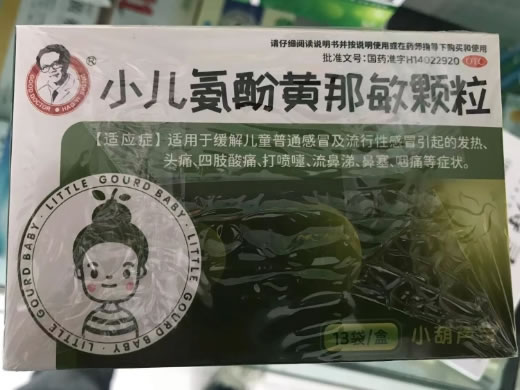 请仔细阅读说明书并按说明使用或在药师指导下购买和使用
批准文号:国药准字H14022920
OTC
小儿氨酚黄那敏颗粒
【适应症】适用于缓解儿童普通感冒及流行性感冒引起的发热、
头痛、四肢酸痛、打喷嚏、流鼻涕、鼻塞、咽痛等症状。
LITTLE GOURD BABY · LITTLE GOURD BABY · LITTLE GOURD BABY ·
13袋/盒
小葫芦